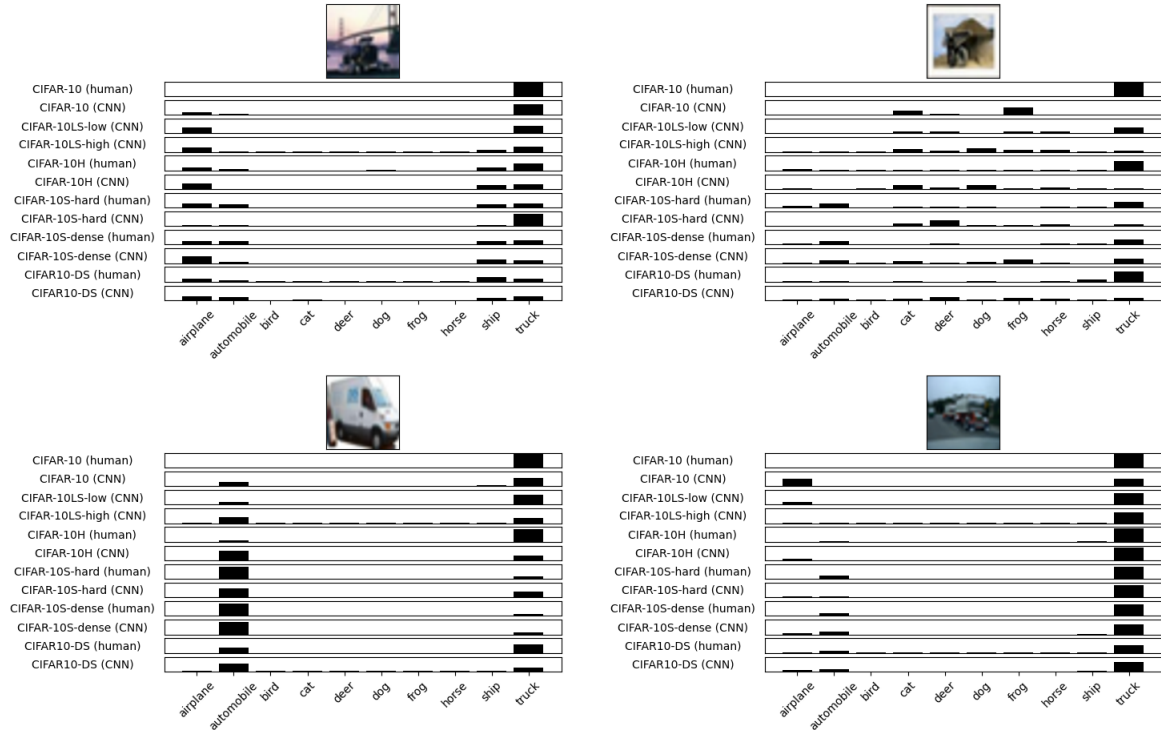 CIFAR-10 (human)
CIFAR-10 (CNN)
CIFAR-10LS-low (CNN)
CIFAR-10LS-high (CNN)
CIFAR-10H (human)
CIFAR-10H (CNN)
CIFAR-10S-hard (human)
CIFAR-10S-hard (CNN)
CIFAR-10S-dense (human)
CIFAR-10S-dense (CNN)
CIFAR10-DS (human)
CIFAR10-DS (CNN)
airplane
automobile
bird
cat
deer
dog
frog
horse
ship
truck
CIFAR-10 (human)
CIFAR-10 (CNN)
CIFAR-10LS-low (CNN)
CIFAR-10LS-high (CNN)
CIFAR-10H (human)
CIFAR-10H (CNN)
CIFAR-10S-hard (human)
CIFAR-10S-hard (CNN)
CIFAR-10S-dense (human)
CIFAR-10S-dense (CNN)
CIFAR10-DS (human)
CIFAR10-DS (CNN)
airplane
automobile
bird
cat
deer
dog
frog
horse
ship
truck
CIFAR-10 (human)
CIFAR-10 (CNN)
CIFAR-10LS-low (CNN)
CIFAR-10LS-high (CNN)
CIFAR-10H (human)
CIFAR-10H (CNN)
CIFAR-10S-hard (human)
CIFAR-10S-hard (CNN)
CIFAR-10S-dense (human)
CIFAR-10S-dense (CNN)
CIFAR10-DS (human)
CIFAR10-DS (CNN)
airplane
automobile
bird
cat
deer
dog
frog
horse
ship
truck
CIFAR-10 (human)
CIFAR-10 (CNN)
CIFAR-10LS-low (CNN)
CIFAR-10LS-high (CNN)
CIFAR-10H (human)
CIFAR-10H (CNN)
CIFAR-10S-hard (human)
CIFAR-10S-hard (CNN)
CIFAR-10S-dense (human)
CIFAR-10S-dense (CNN)
CIFAR10-DS (human)
CIFAR10-DS (CNN)
airplane
automobile
bird
cat
deer
dog
frog
horse
ship
truck